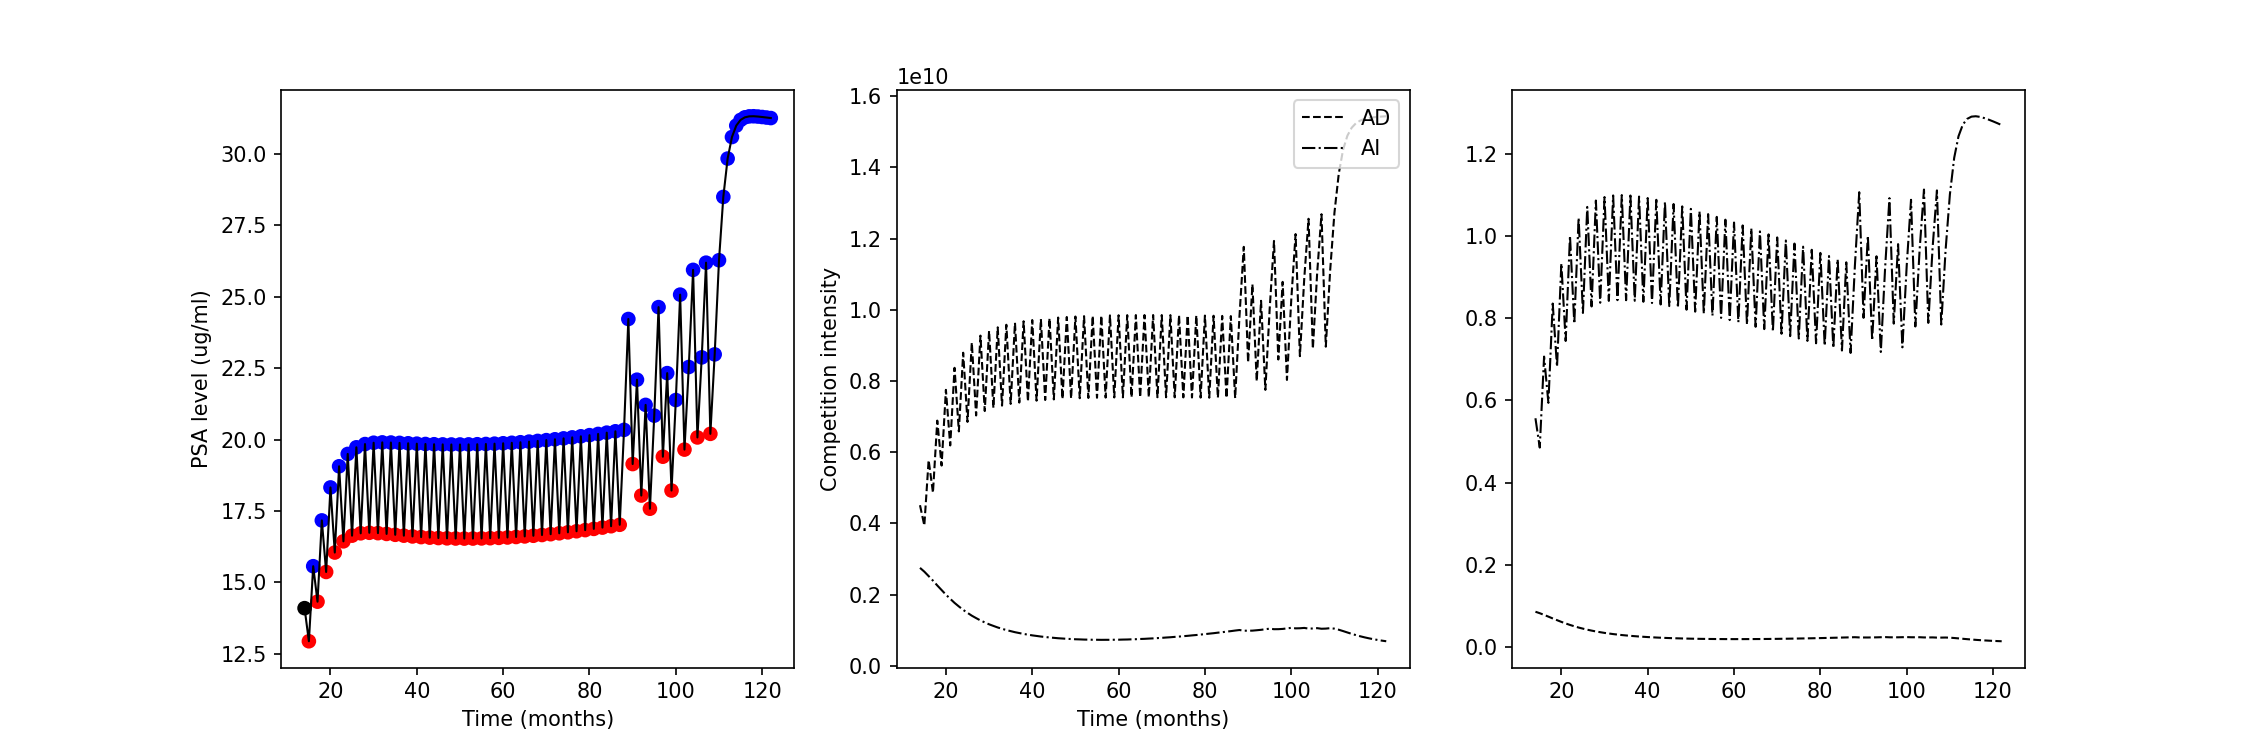 1e10
PSA level (ug/ml)
30.0
27.5
25.0
22.5
20.0
17.5
15.0
12.5
20 40 60 80 100 120
Time (months)
Competition intensity
1.6
1.4
1.2
1.0
0.8
0.6
0.4
0.2
0.0
AD
AI
20 40 60 80 100 120
Time (months)
1.2
1.0
0.8
0.6
0.4
0.2
0.0
20 40 60 80 100 120